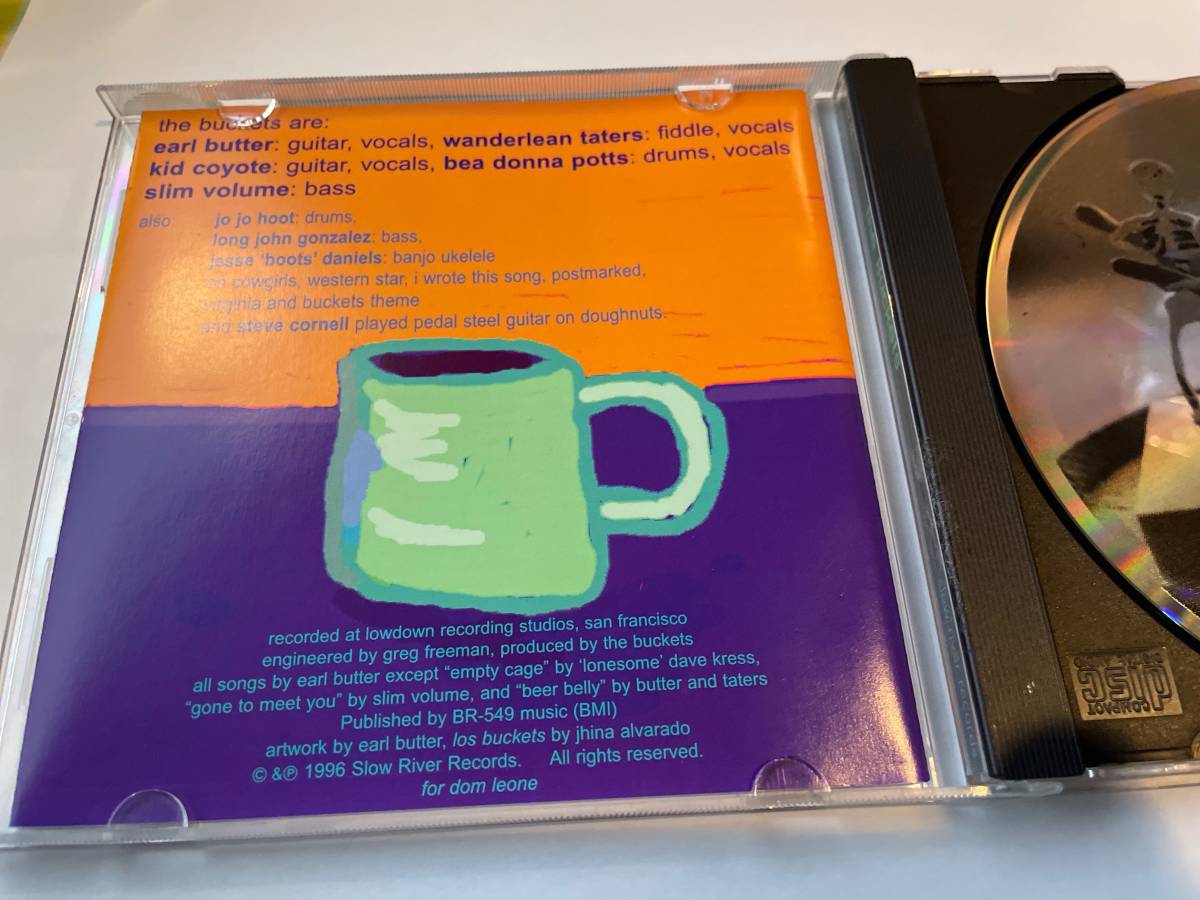 the buckets are:
earl butter: guitar, vocals, wanderlean taters: fiddle, vocals
kid coyote: guitar, vocals, bea donna potts: drums, vocals
slim volume: bass
also: jo jo hoot: drums,
long john gonzalez: bass,
jesse 'boots' daniels: banjo ukelele
on cowgirls, western star, i wrote this song, postmarked,
virginia and buckets theme
and steve cornell played pedal steel guitar on doughnuts.
recorded at lowdown recording studios, san francisco
engineered by greg freeman, produced by the buckets
all songs by earl butter except "empty cage" by 'lonesome' dave kress,
"gone to meet you" by slim volume, and "beer belly" by butter and taters
Published by BR-549 music (BMI)
artwork by earl butter, los buckets by jhina alvarado
© & ℗ 1996 Slow River Records. All rights reserved.
for dom leone
COMPACT
disc
DIGITAL AUDIO